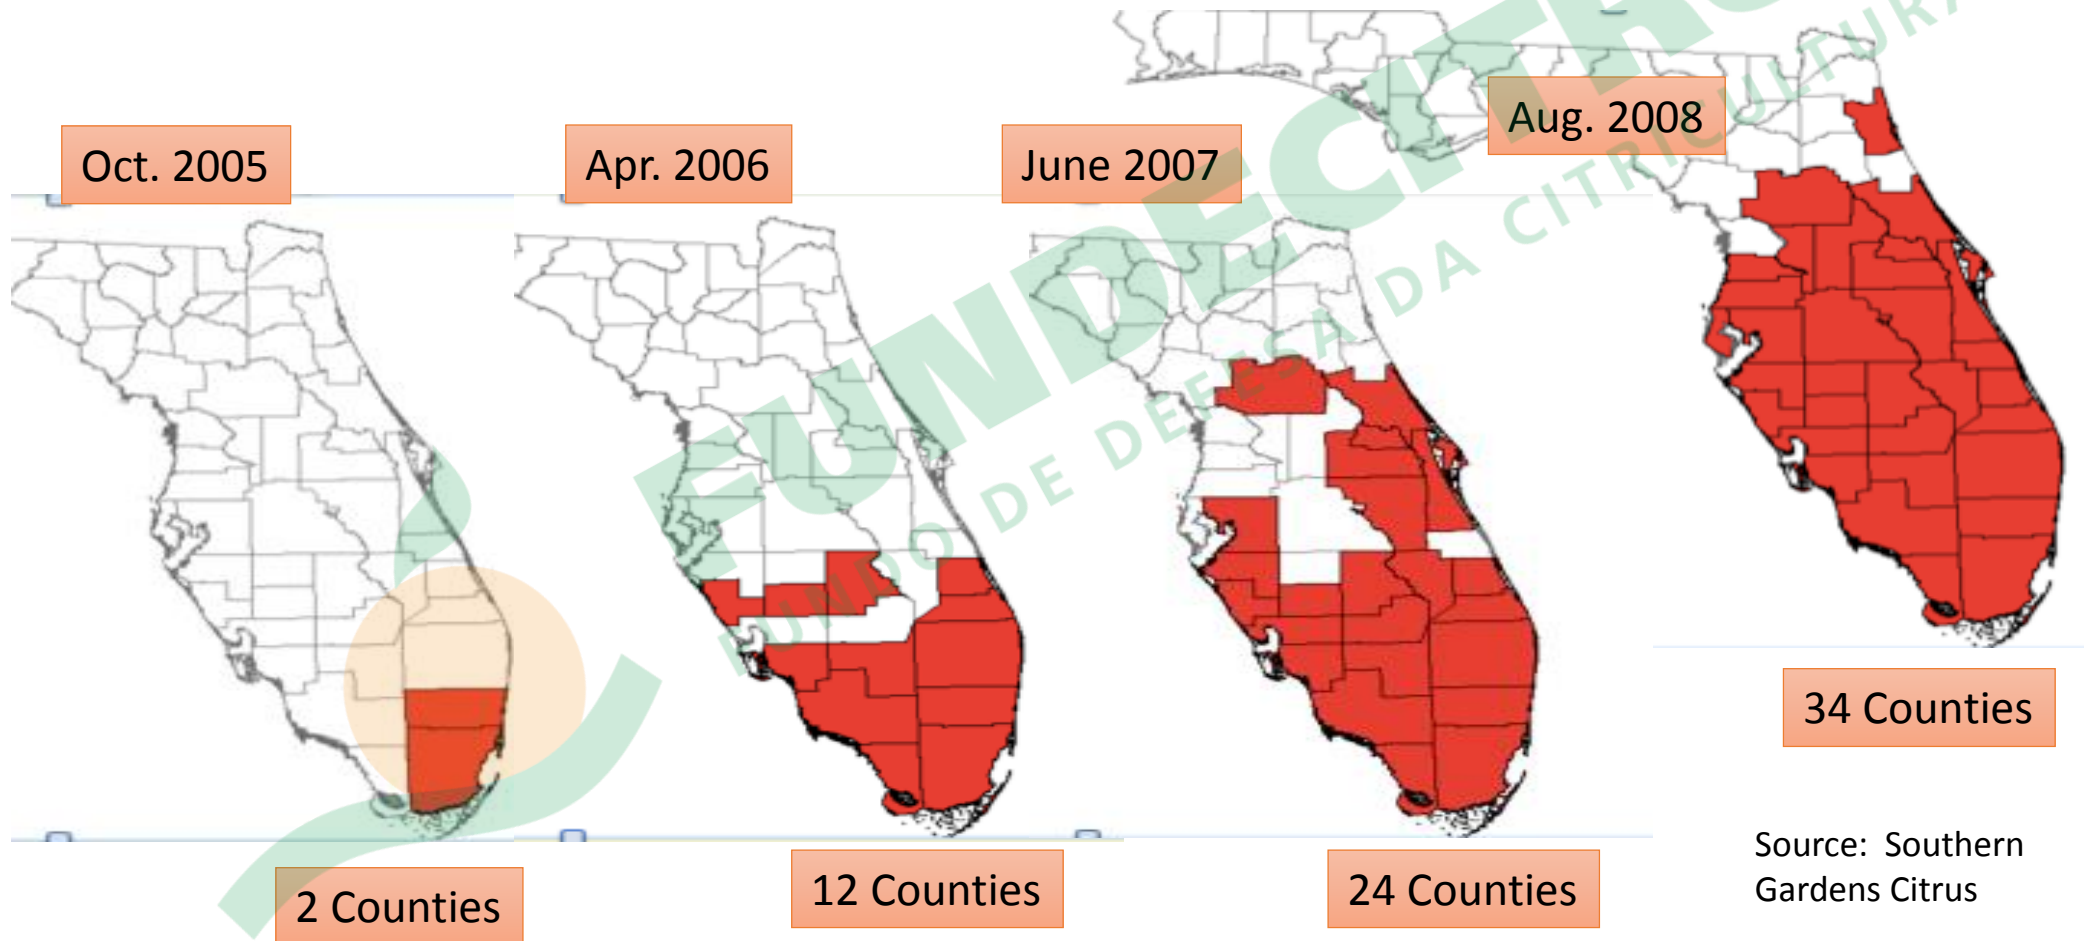 Oct. 2005
Apr. 2006
June 2007
Aug. 2008
2 Counties
12 Counties
24 Counties
34 Counties
Source: Southern
Gardens Citrus
FUNDECITRU
FUNDO DE DEFESA DA CITRICULTURA